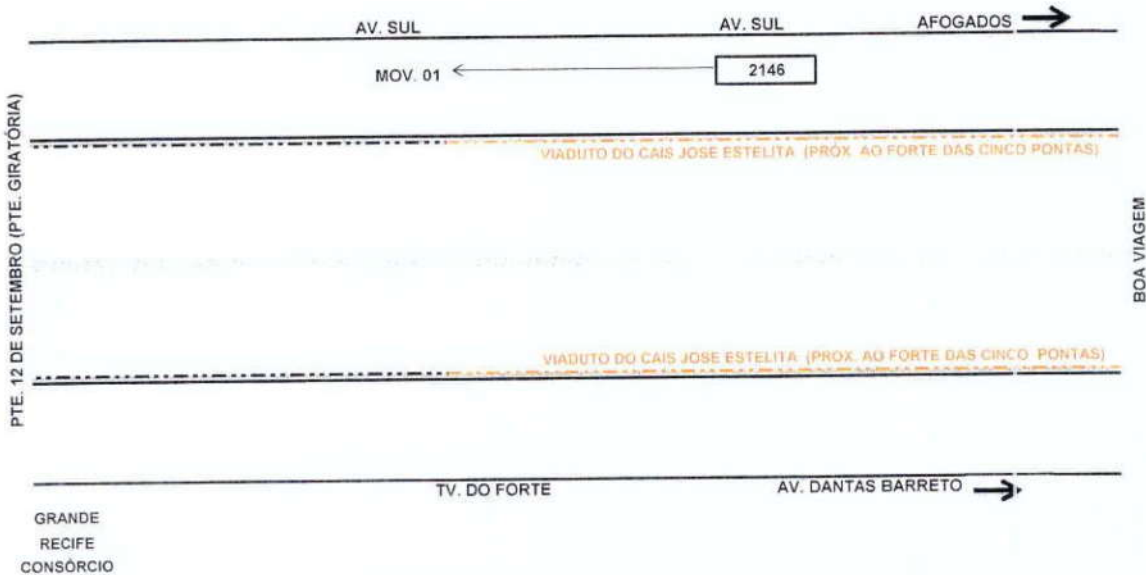 AV. SUL
AV. SUL
AFOGADOS
MOV. 01
2146
PTE. 12 DE SETEMBRO (PTE. GIRATÓRIA)
VIADUTO DO CAIS JOSE ESTELITA (PRÓX. AO FORTE DAS CINCO PONTAS)
BOA VIAGEM
VIADUTO DO CAIS JOSE ESTELITA (PROX. AO FORTE DAS CINCO PONTAS)
TV. DO FORTE
AV. DANTAS BARRETO
GRANDE
RECIFE
CONSÓRCIO